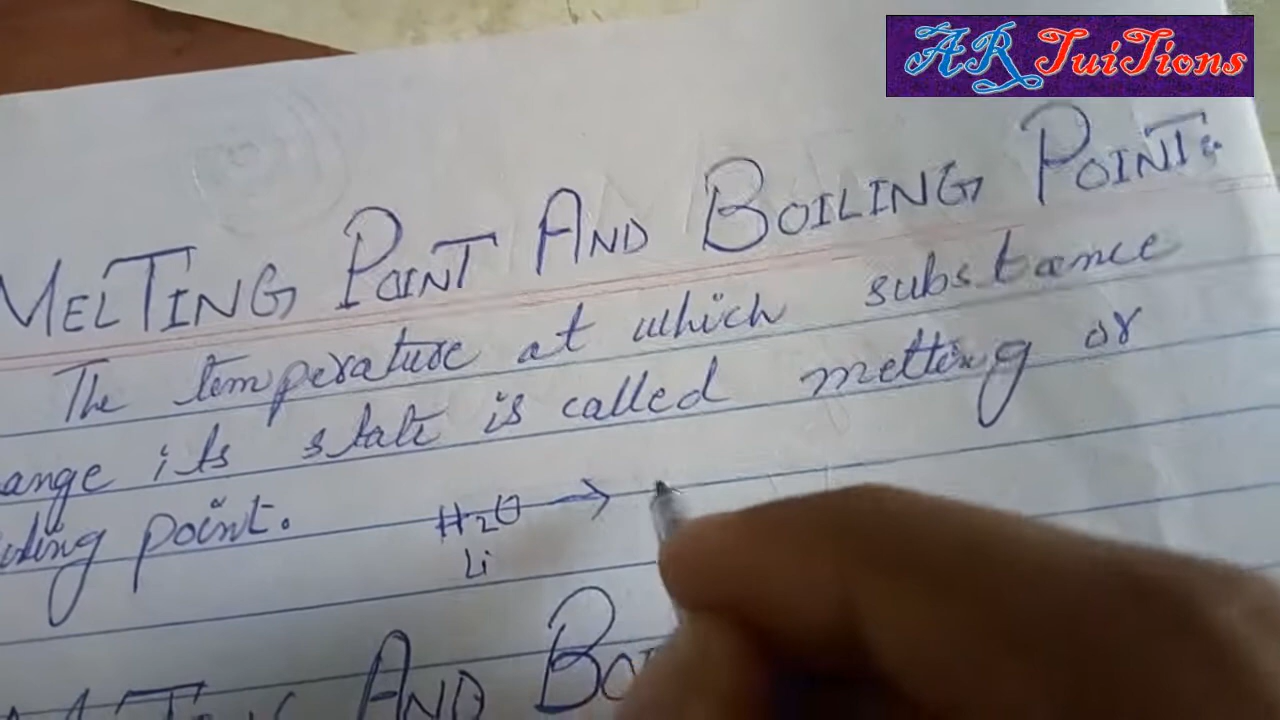 AR TuiTions
MELTING POINT AND BOILING POINT:
The temperature at which substance
ange its state is called melting or
point.
H₂O →
Li
AND